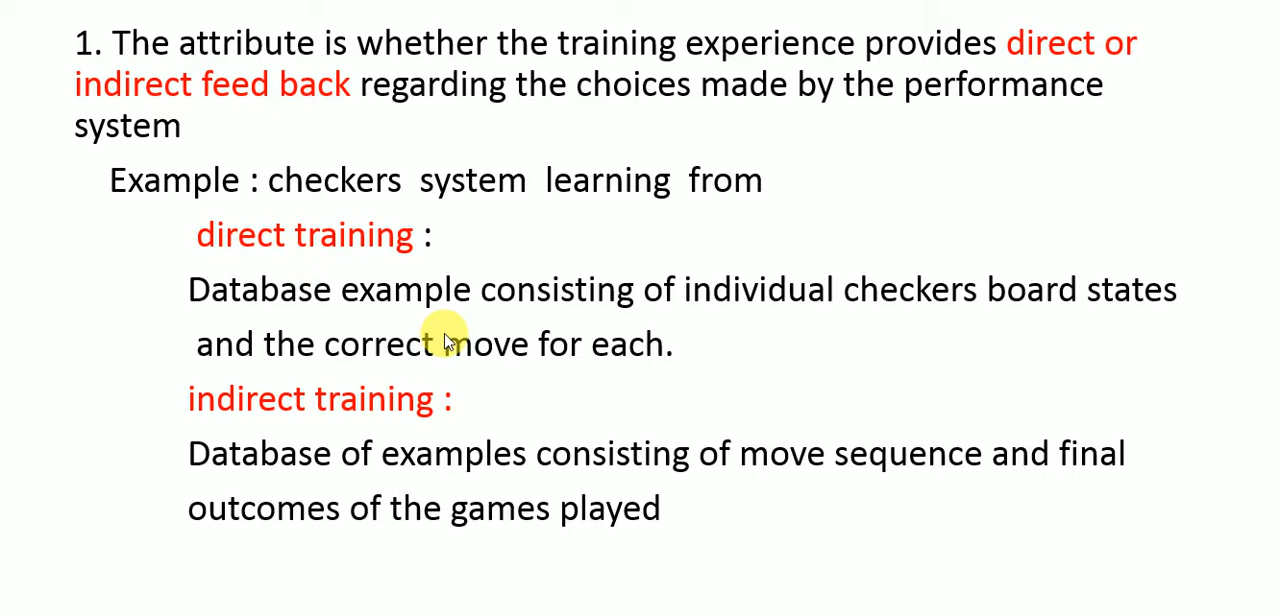 1. The attribute is whether the training experience provides direct or
indirect feed back regarding the choices made by the performance
system
Example : checkers system learning from
direct training :
Database example consisting of individual checkers board states
and the correct move for each.
indirect training :
Database of examples consisting of move sequence and final
outcomes of the games played